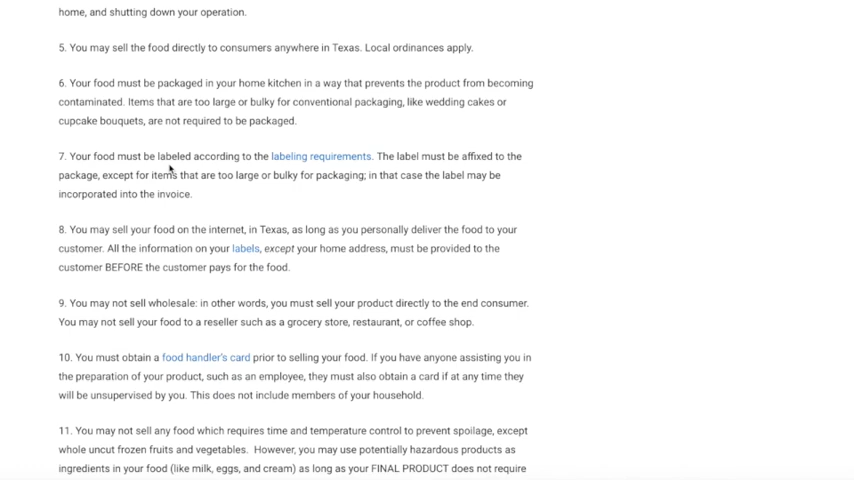 home, and shutting down your operation.
5. You may sell the food directly to consumers anywhere in Texas. Local ordinances apply.
6. Your food must be packaged in your home kitchen in a way that prevents the product from becoming
contaminated. Items that are too large or bulky for conventional packaging, like wedding cakes or
cupcake bouquets, are not required to be packaged.
7. Your food must be labeled according to the labeling requirements. The label must be affixed to the
package, except for items that are too large or bulky for packaging; in that case the label may be
incorporated into the invoice.
8. You may sell your food on the internet, in Texas, as long as you personally deliver the food to your
customer. All the information on your labels, except your home address, must be provided to the
customer BEFORE the customer pays for the food.
9. You may not sell wholesale: in other words, you must sell your product directly to the end consumer.
You may not sell your food to a reseller such as a grocery store, restaurant, or coffee shop.
10. You must obtain a food handler's card prior to selling your food. If you have anyone assisting you in
the preparation of your product, such as an employee, they must also obtain a card if at any time they
will be unsupervised by you. This does not include members of your household.
11. You may not sell any food which requires time and temperature control to prevent spoilage, except
whole uncut frozen fruits and vegetables. However, you may use potentially hazardous products as
ingredients in your food (like milk, eggs, and cream) as long as your FINAL PRODUCT does not require